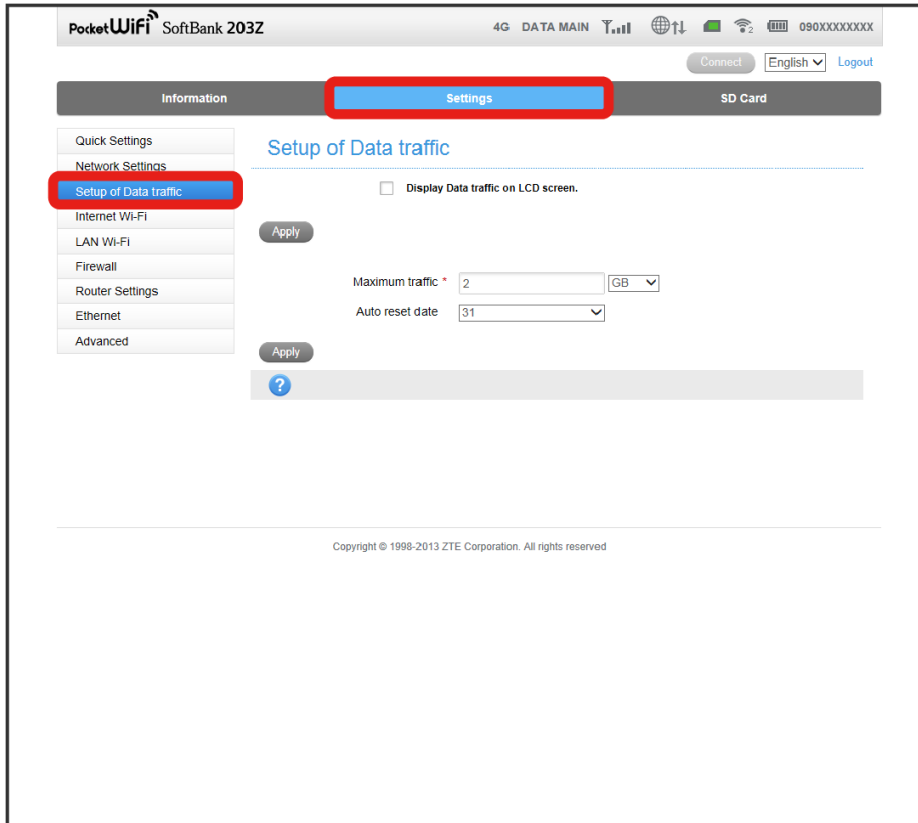 PocketWiFi SoftBank 203Z 4G DATA MAIN 2 090XXXXXXXX
Connect English Logout
Information Settings SD Card
Quick Settings
Network Settings
Setup of Data traffic
Internet Wi-Fi
LAN Wi-Fi
Firewall
Router Settings
Ethernet
Advanced
Setup of Data traffic
Display Data traffic on LCD screen.
Apply
Maximum traffic * 2 GB
Auto reset date 31
Apply
?
Copyright © 1998-2013 ZTE Corporation. All rights reserved